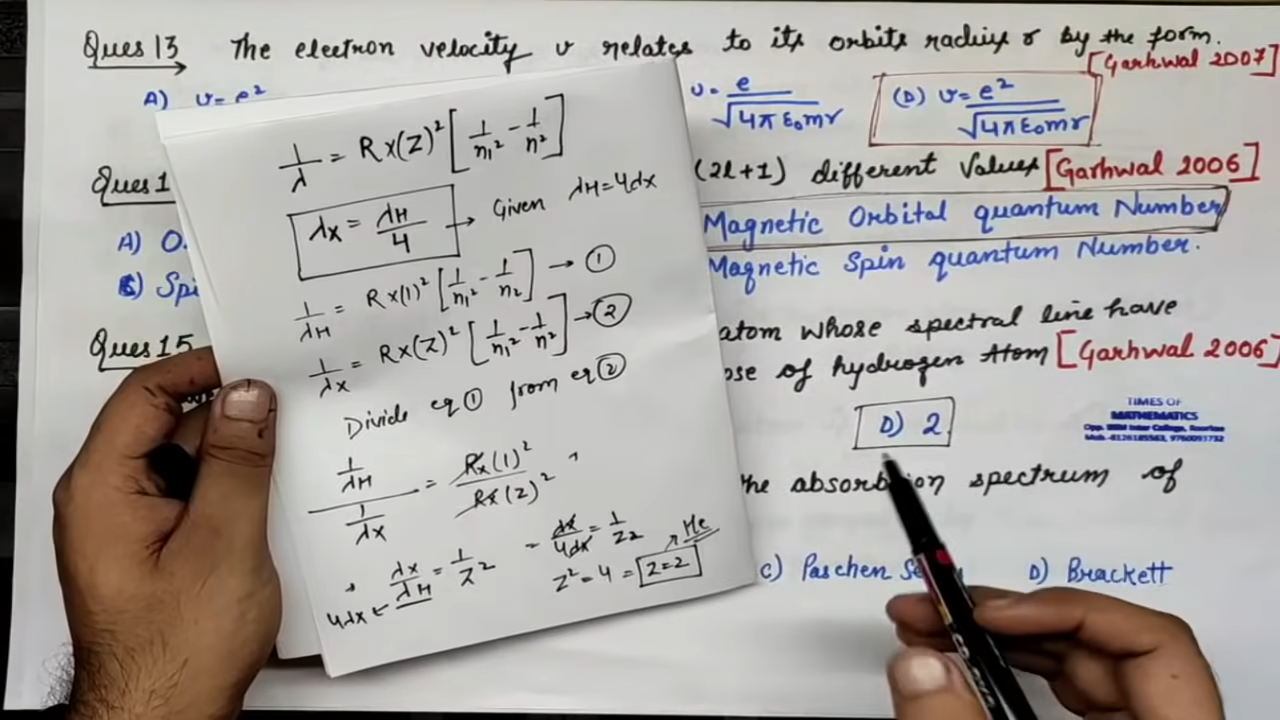 Ques 13 The electron velocity v relates to its orbits radius r by the form.
[Garhwal 2007]
A) v = e²
v = e / √4πε₀mr
(D) v = e² / √4πε₀mr
Ques 1 (2l+1) different Values [Garhwal 2006]
A) O. Magnetic Orbital quantum Number
Spi Magnetic Spin quantum Number.
Ques 15 atom whose spectral line have
ose of hydrogen Atom [Garhwal 2006]
D) 2
TIMES OF
MATHEMATICS
he absorbtion spectrum of
c) Paschen Se D) Brackett
1/λ = R×(Z)² [1/n₁² - 1/n²]
λx = λH/4 → Given λH = 4λx
1/λH = R×(1)² [1/n₁² - 1/n₂] → ①
1/λx = R×(Z)² [1/n₁² - 1/n²] → ②
Divide eq ① from eq ②
1/λH / 1/λx = R×(1)² / R×(Z)²
λx/λH = 1/Z² = λx/4λx = 1/Z²
4λx ← Z² = 4 = Z=2 → He